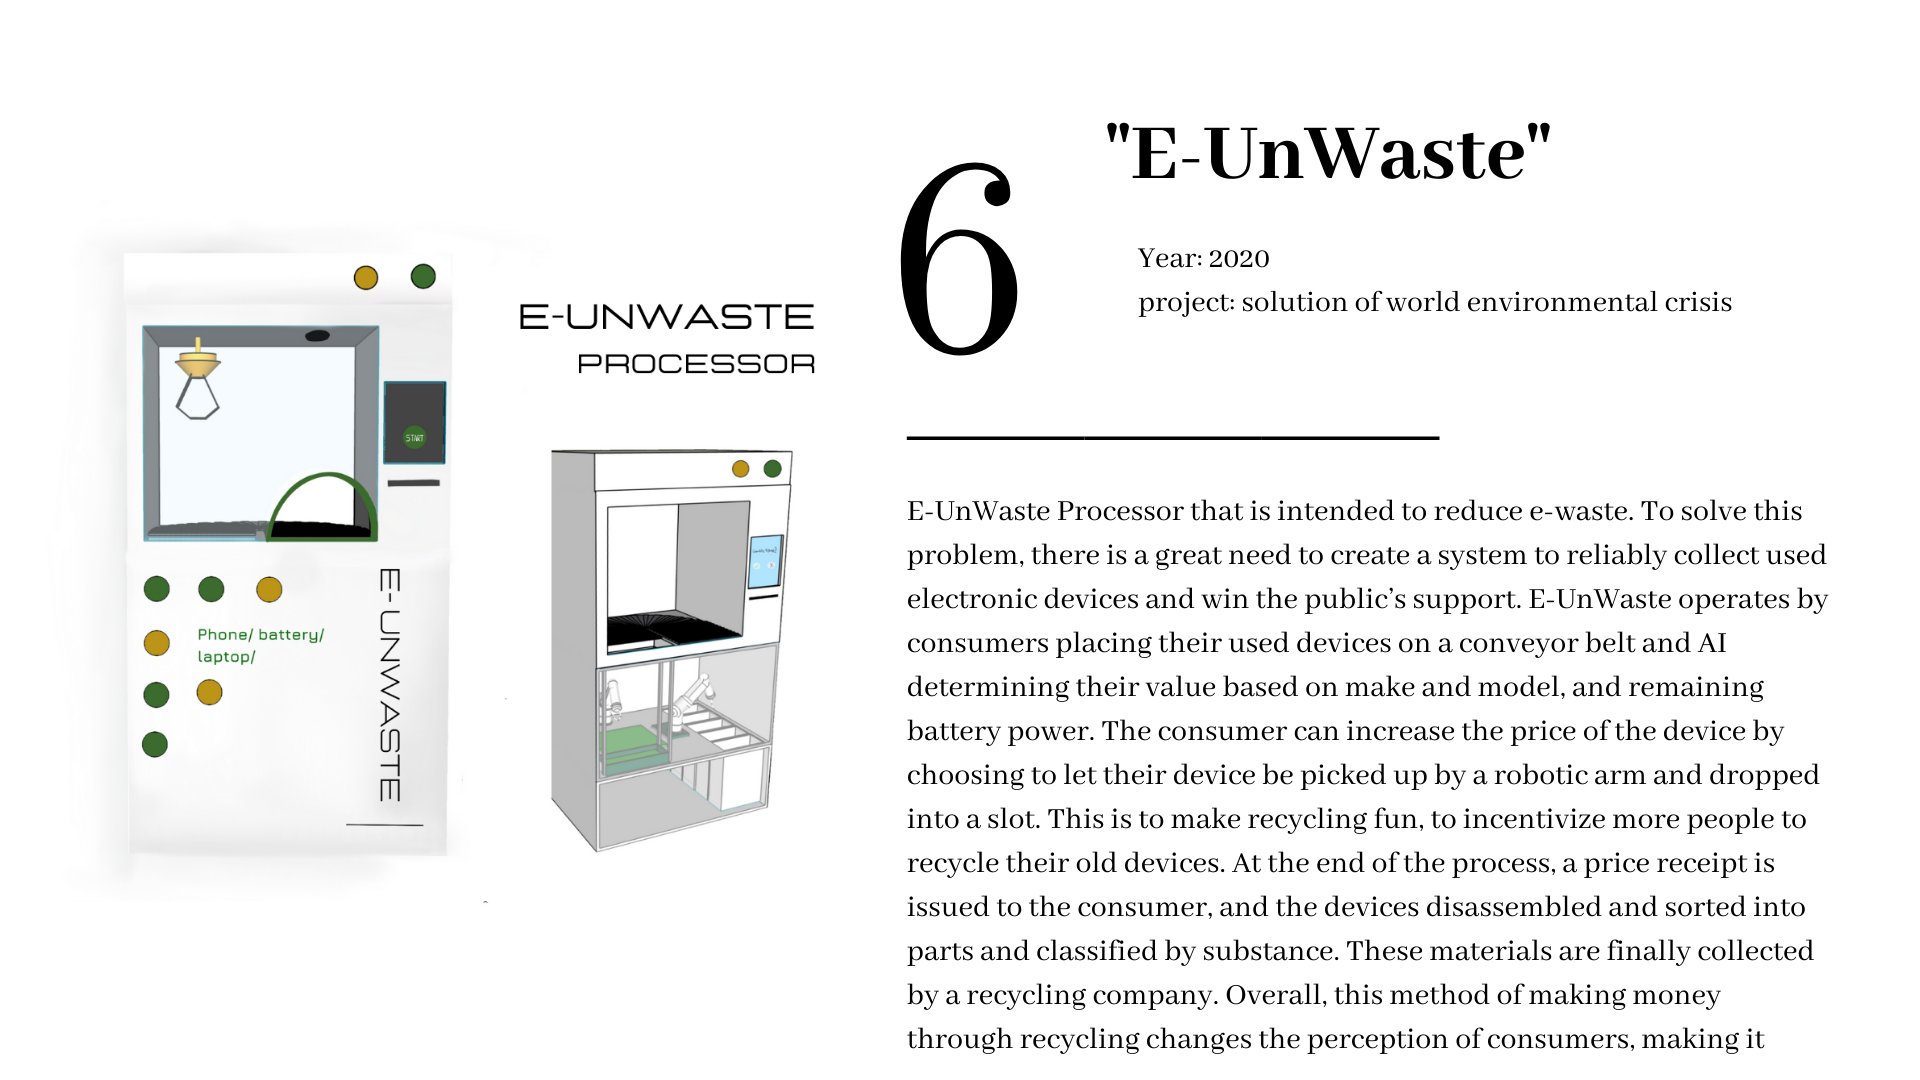 "E-UnWaste"
6
Year: 2020
project: solution of world environmental crisis
E-UNWASTE
PROCESSOR
START
Phone/ battery/
laptop/
E-UNWASTE
E-UnWaste Processor that is intended to reduce e-waste. To solve this
problem, there is a great need to create a system to reliably collect used
electronic devices and win the public’s support. E-UnWaste operates by
consumers placing their used devices on a conveyor belt and AI
determining their value based on make and model, and remaining
battery power. The consumer can increase the price of the device by
choosing to let their device be picked up by a robotic arm and dropped
into a slot. This is to make recycling fun, to incentivize more people to
recycle their old devices. At the end of the process, a price receipt is
issued to the consumer, and the devices disassembled and sorted into
parts and classified by substance. These materials are finally collected
by a recycling company. Overall, this method of making money
through recycling changes the perception of consumers, making it